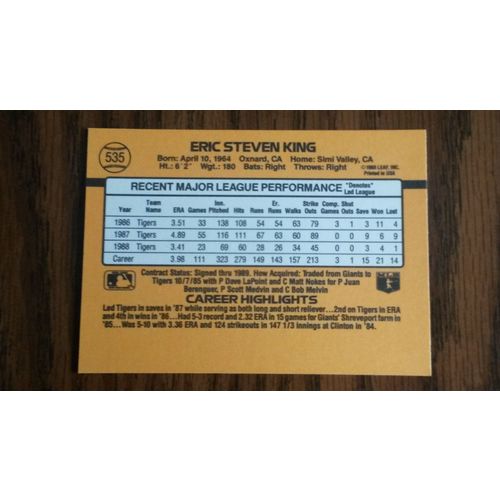 535
ERIC STEVEN KING
Born: April 10, 1964 Oxnard, CA Home: Simi Valley, CA
Ht.: 6'2" Wgt.: 180 Bats: Right Throws: Right
©1988 LEAF, INC.
Printed in USA
RECENT MAJOR LEAGUE PERFORMANCE *Denotes* Led League
Year Team Name ERA Games Inn. Pitched Hits Runs Er. Runs Walks Strike Outs Comp. Games Shut Outs Save Won Lost
1986 Tigers 3.51 33 138 108 54 54 63 79 3 1 3 11 4
1987 Tigers 4.89 55 116 111 67 63 60 89 0 0 9 6 9
1988 Tigers 3.41 23 69 60 28 26 34 45 0 0 3 4 1
Career 3.98 111 323 279 149 143 157 213 3 1 15 21 14
Contract Status: Signed thru 1989. How Acquired: Traded from Giants to
Tigers 10/7/85 with P Dave LaPoint and C Matt Nokes for P Juan
Berenguer, P Scott Medvin and C Bob Melvin
CAREER HIGHLIGHTS
Led Tigers in saves in '87 while serving as both long and short reliever...2nd on Tigers in ERA
and 4th in wins in '86...Had 5-3 record and 2.32 ERA in 15 games for Giants' Shreveport farm in
'85...Was 5-10 with 3.36 ERA and 124 strikeouts in 147 1/3 innings at Clinton in '84.